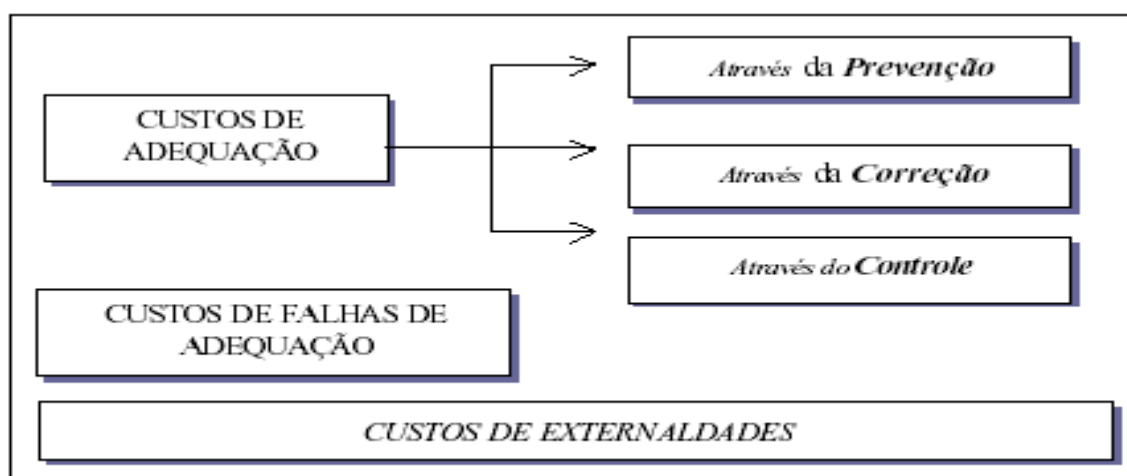 CUSTOS DE
ADEQUAÇÃO
Através da Prevenção
Através da Correção
Através do Controle
CUSTOS DE FALHAS DE
ADEQUAÇÃO
CUSTOS DE EXTERNALDADES